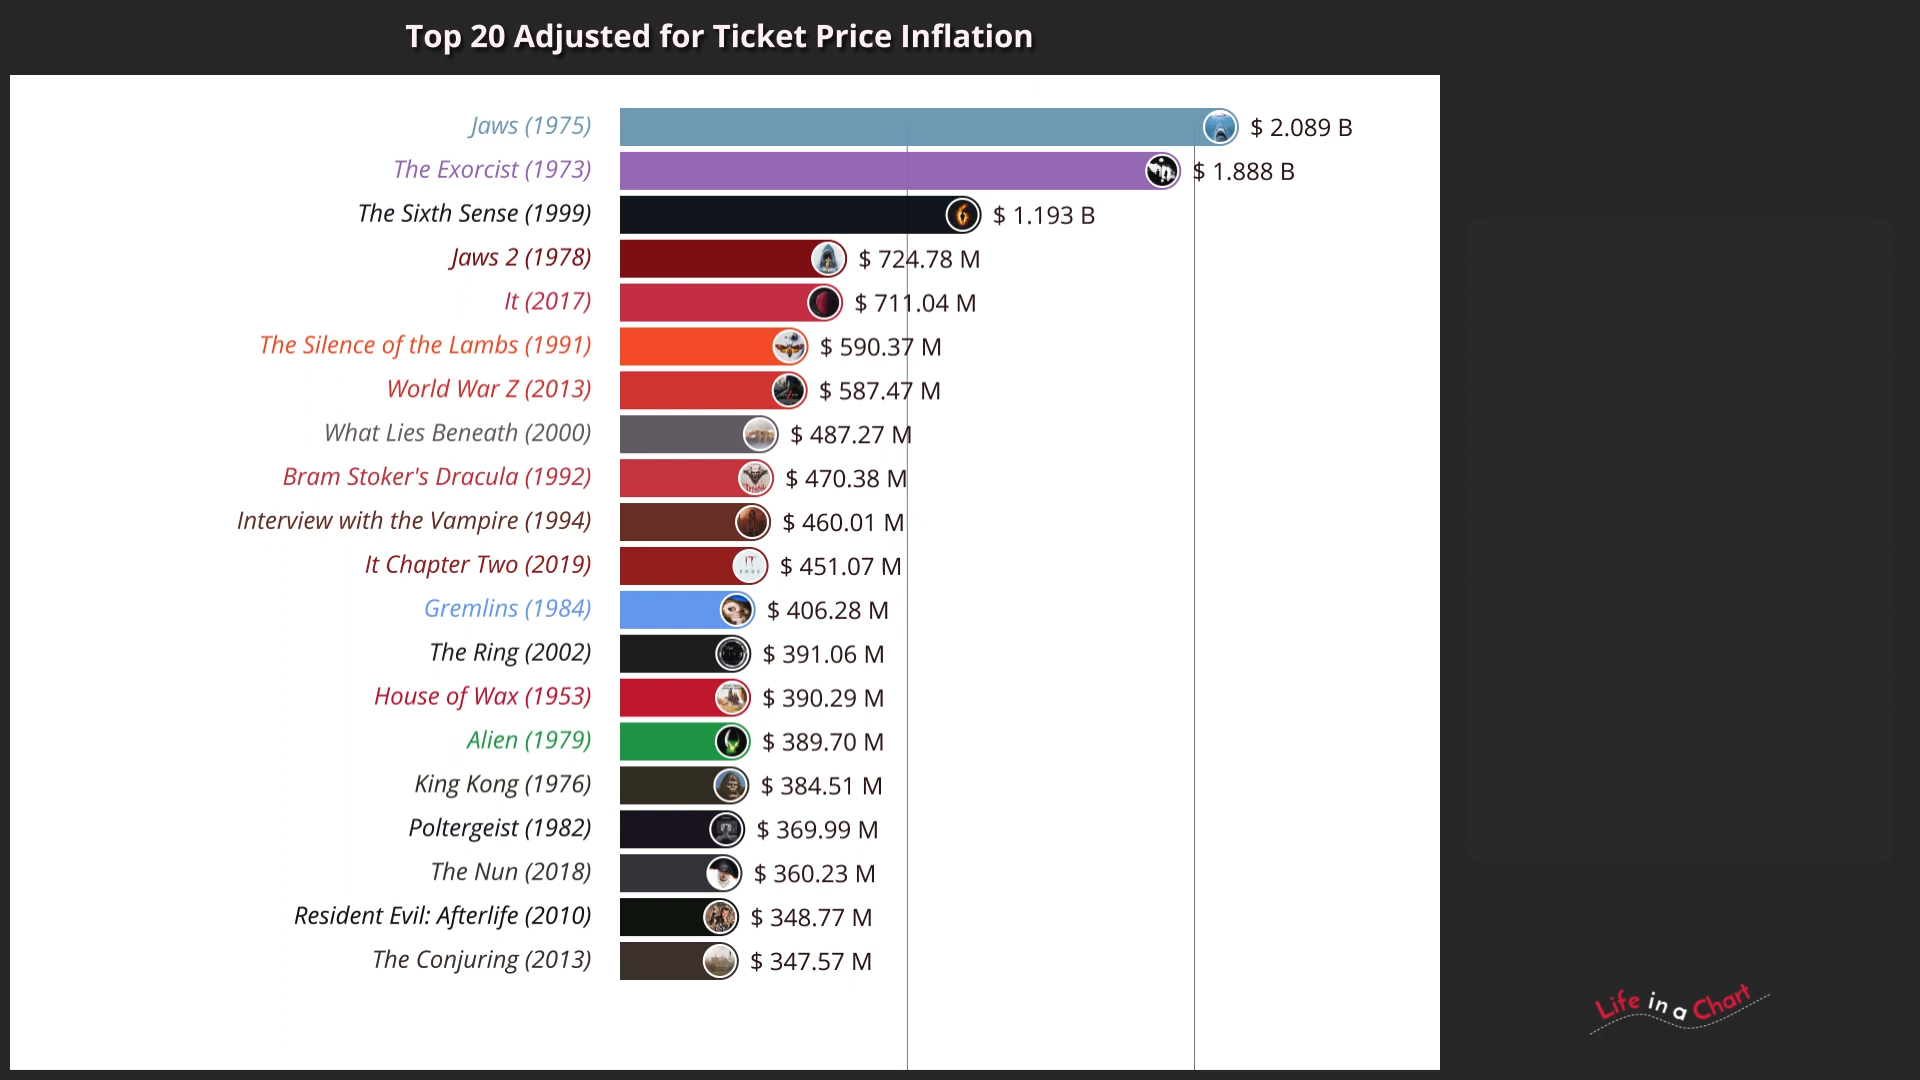 Top 20 Adjusted for Ticket Price Inflation
Jaws (1975) $ 2.089 B
The Exorcist (1973) $ 1.888 B
The Sixth Sense (1999) 6 $ 1.193 B
Jaws 2 (1978) $ 724.78 M
It (2017) $ 711.04 M
The Silence of the Lambs (1991) $ 590.37 M
World War Z (2013) $ 587.47 M
What Lies Beneath (2000) $ 487.27 M
Bram Stoker's Dracula (1992) $ 470.38 M
Interview with the Vampire (1994) $ 460.01 M
It Chapter Two (2019) IT ENDS $ 451.07 M
Gremlins (1984) $ 406.28 M
The Ring (2002) $ 391.06 M
House of Wax (1953) $ 390.29 M
Alien (1979) $ 389.70 M
King Kong (1976) $ 384.51 M
Poltergeist (1982) $ 369.99 M
The Nun (2018) $ 360.23 M
Resident Evil: Afterlife (2010) $ 348.77 M
The Conjuring (2013) $ 347.57 M
Life in a Chart